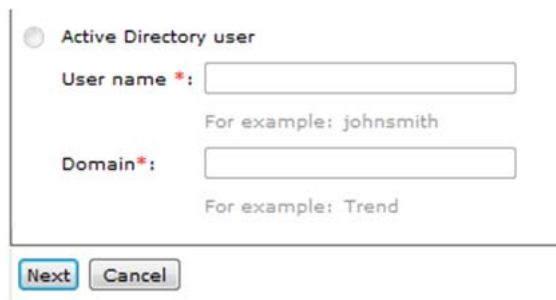 Active Directory user
User name *:
For example: johnsmith
Domain*:
For example: Trend
Next Cancel